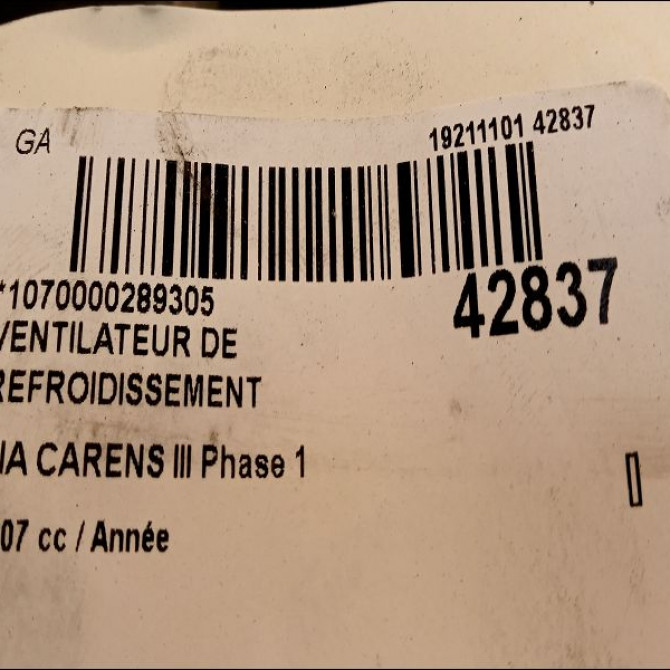 GA
19211101 42837
*1070000289305
42837
VENTILATEUR DE
REFROIDISSEMENT
IA CARENS III Phase 1
07 cc / Année